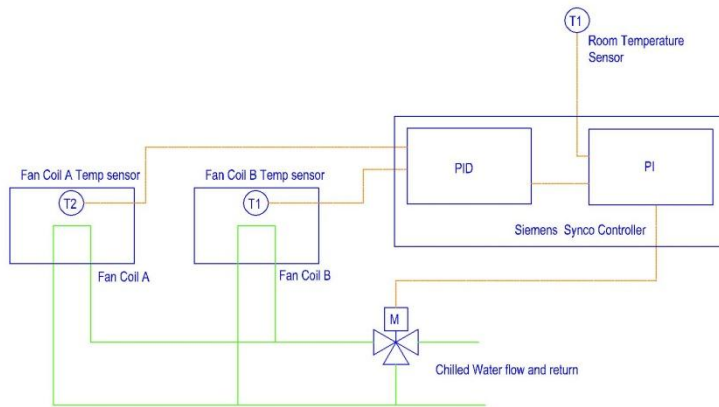 T1
Room Temperature
Sensor
Fan Coil A Temp sensor
Fan Coil B Temp sensor
T2
T1
PID
PI
Siemens Synco Controller
Fan Coil A
Fan Coil B
M
Chilled Water flow and return